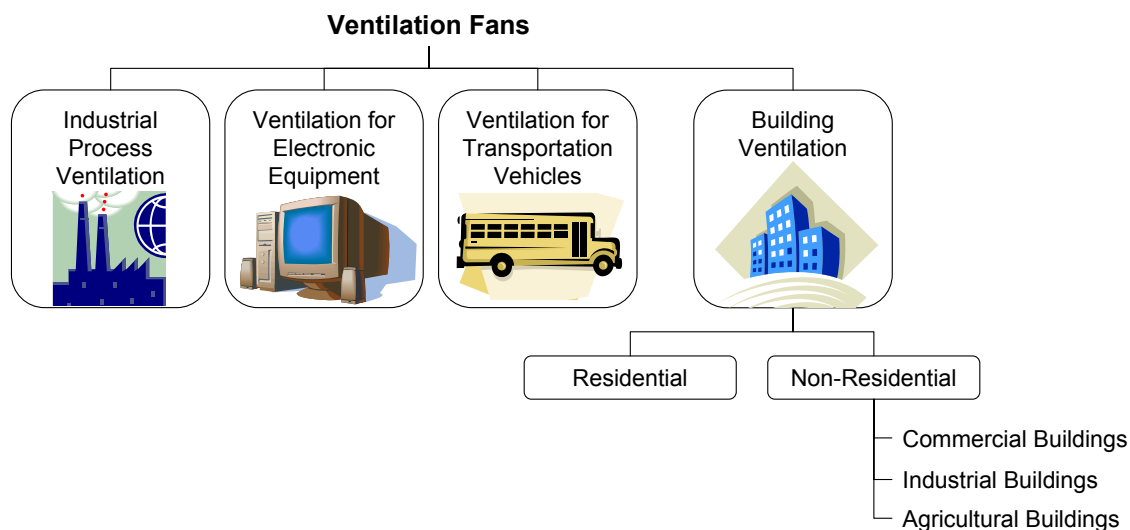 Ventilation Fans
Industrial
Process
Ventilation
Ventilation for
Electronic
Equipment
Ventilation for
Transportation
Vehicles
Building
Ventilation
Residential
Non-Residential
Commercial Buildings
Industrial Buildings
Agricultural Buildings